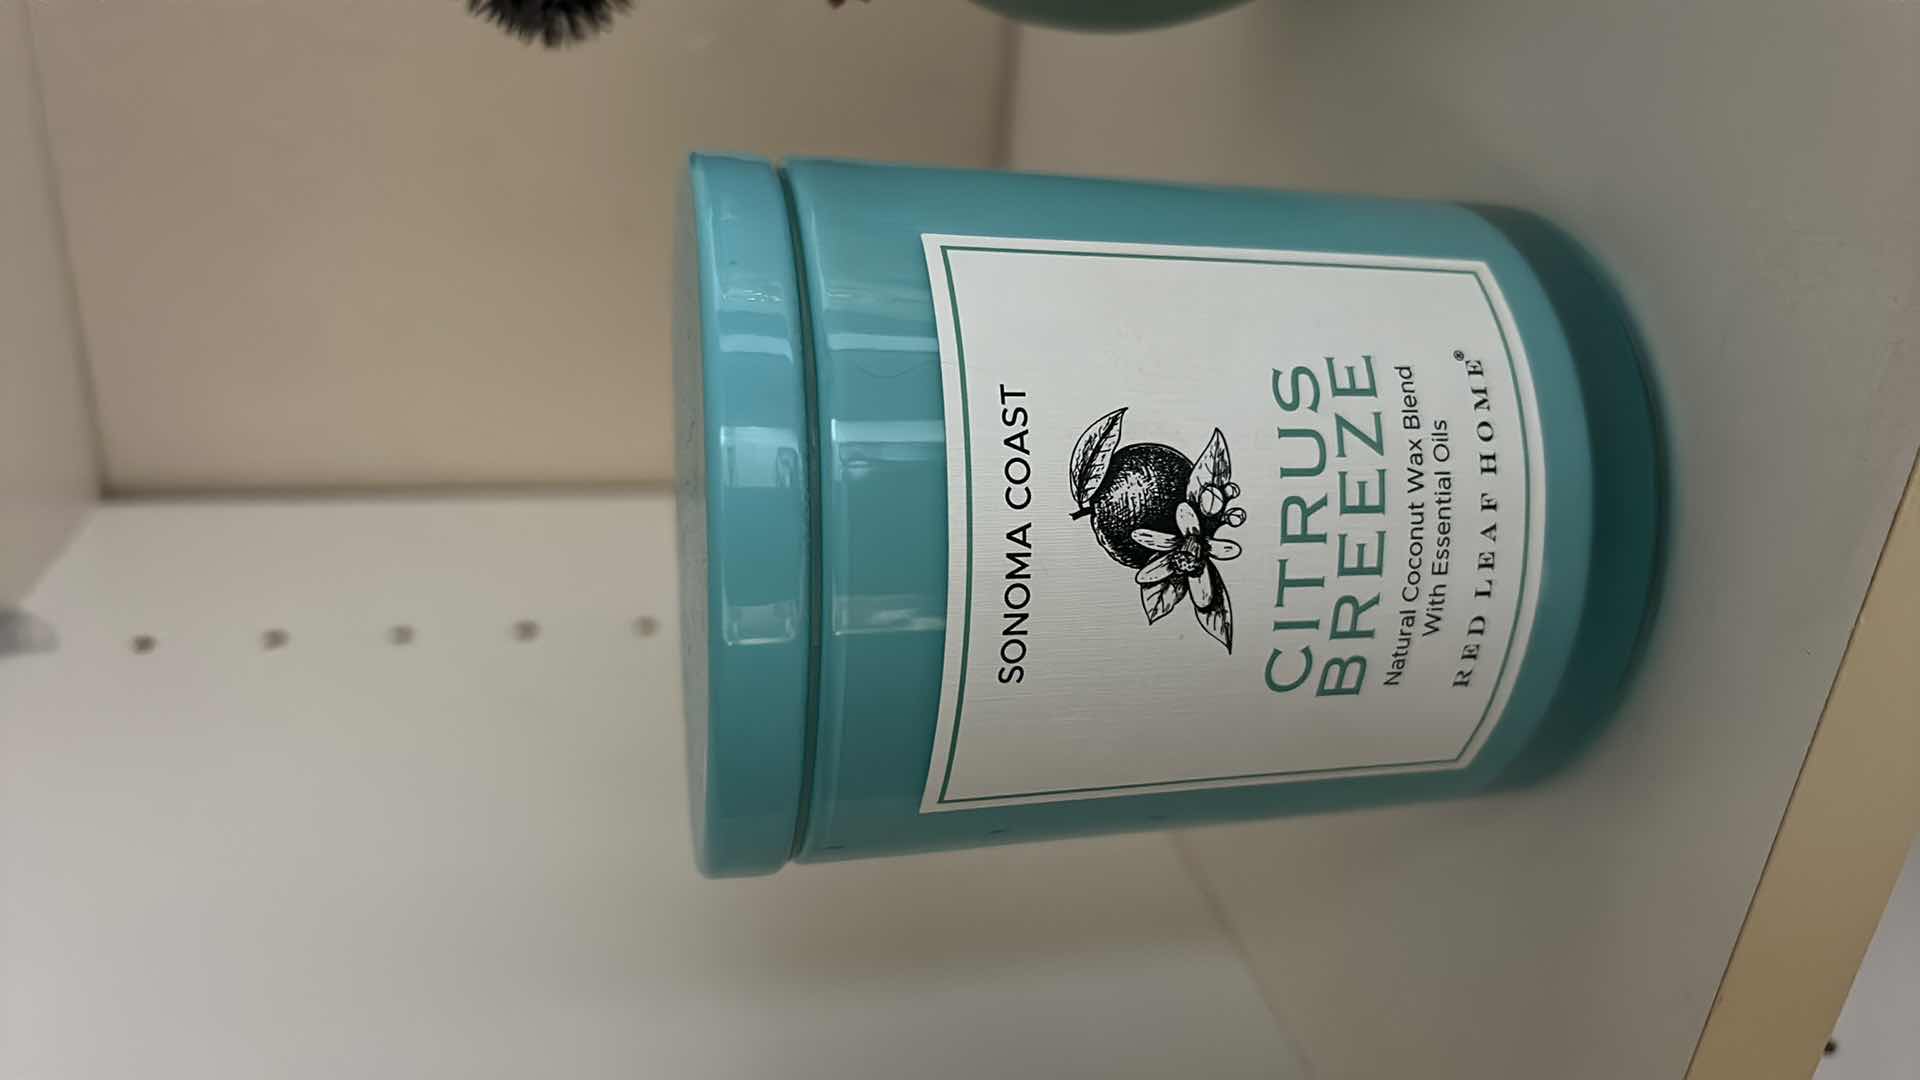 SONOMA COAST
CITRUS
BREEZE
Natural Coconut Wax Blend
With Essential Oils
RED LEAF HOME®